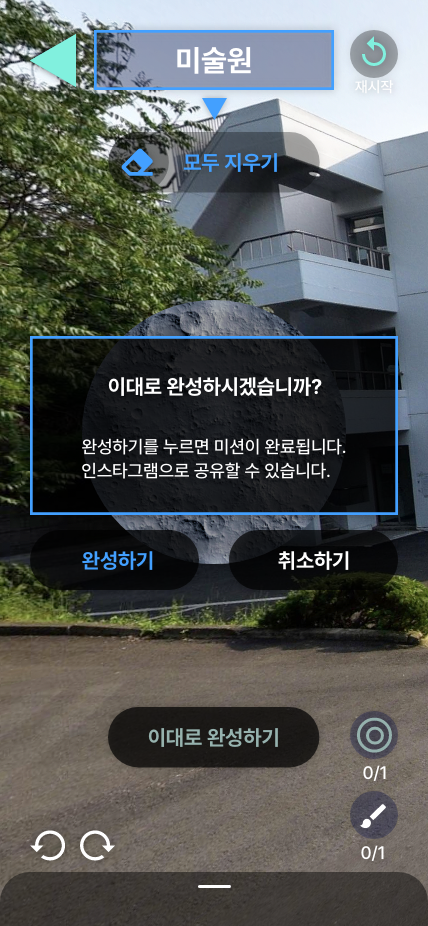 미술원
재시작
모두 지우기
이대로 완성하시겠습니까?
완성하기를 누르면 미션이 완료됩니다.
인스타그램으로 공유할 수 있습니다.
완성하기
취소하기
이대로 완성하기
0/1
0/1